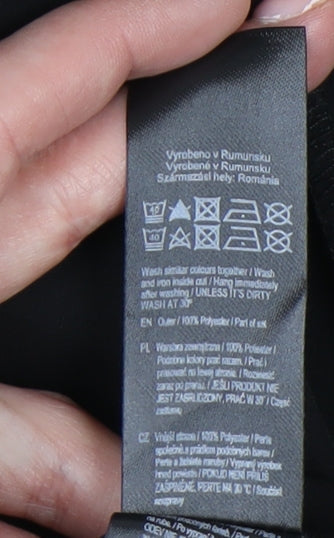 Vyrobeno v Rumunsku
Vyrobené v Rumunsku
Származási hely: Románia
40
40
Wash similar colours together / Wash
and iron inside out / Hang immediately
after washing / UNLESS IT'S DIRTY
WASH AT 30°
EN Outer / 100% Polyester / Part of set
PL Warstwa zewnętrzna / 100% Poliester /
Podobne kolory prać razem. / Prać i
prasować na lewej stronie. / Rozwiesić
zaraz po praniu. / JEŚLI PRODUKT NIE
JEST ZABRUDZONY, PRAĆ W 30° / Część
zestawu
CZ Vnější strana / 100% Polyester / Perte
společně s prádlem podobných barev /
Perte a žehlete naruby / Vypraný výrobek
ihned pověste / POKUD NENÍ PŘÍLIŠ
ZAŠPINĚNÉ, PERTE NA 30 °C / Součást
soupravy